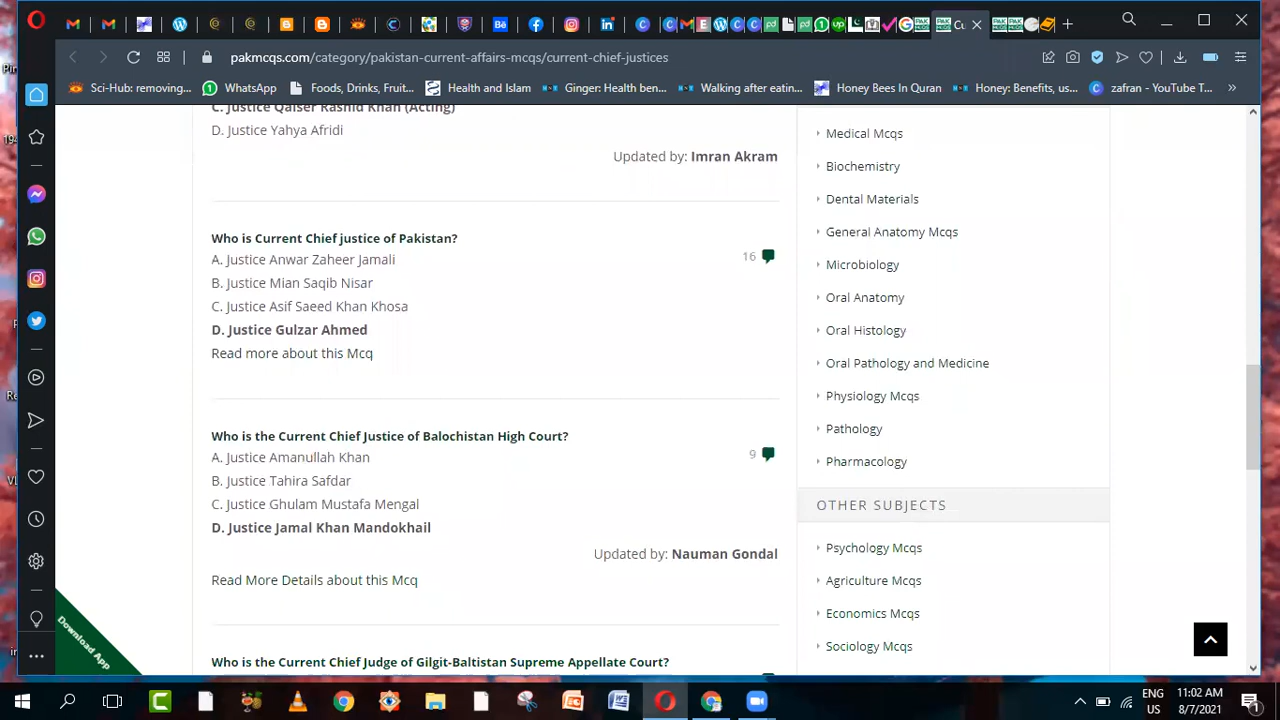 Cu
pakmcqs.com/category/pakistan-current-affairs-mcqs/current-chief-justices
Sci-Hub: removing...
WhatsApp
Foods, Drinks, Fruit...
Health and Islam
Ginger: Health ben...
Walking after eatin...
Honey Bees In Quran
Honey: Benefits, us...
zafran - YouTube T...
C. Justice Qaiser Rashid Khan (Acting)
D. Justice Yahya Afridi
Updated by: Imran Akram
Who is Current Chief justice of Pakistan?
16
A. Justice Anwar Zaheer Jamali
B. Justice Mian Saqib Nisar
C. Justice Asif Saeed Khan Khosa
D. Justice Gulzar Ahmed
Read more about this Mcq
Who is the Current Chief Justice of Balochistan High Court?
9
A. Justice Amanullah Khan
B. Justice Tahira Safdar
C. Justice Ghulam Mustafa Mengal
D. Justice Jamal Khan Mandokhail
Updated by: Nauman Gondal
Read More Details about this Mcq
Who is the Current Chief Judge of Gilgit-Baltistan Supreme Appellate Court?
Medical Mcqs
Biochemistry
Dental Materials
General Anatomy Mcqs
Microbiology
Oral Anatomy
Oral Histology
Oral Pathology and Medicine
Physiology Mcqs
Pathology
Pharmacology
OTHER SUBJECTS
Psychology Mcqs
Agriculture Mcqs
Economics Mcqs
Sociology Mcqs
Download App
ENG
US
11:02 AM
8/7/2021